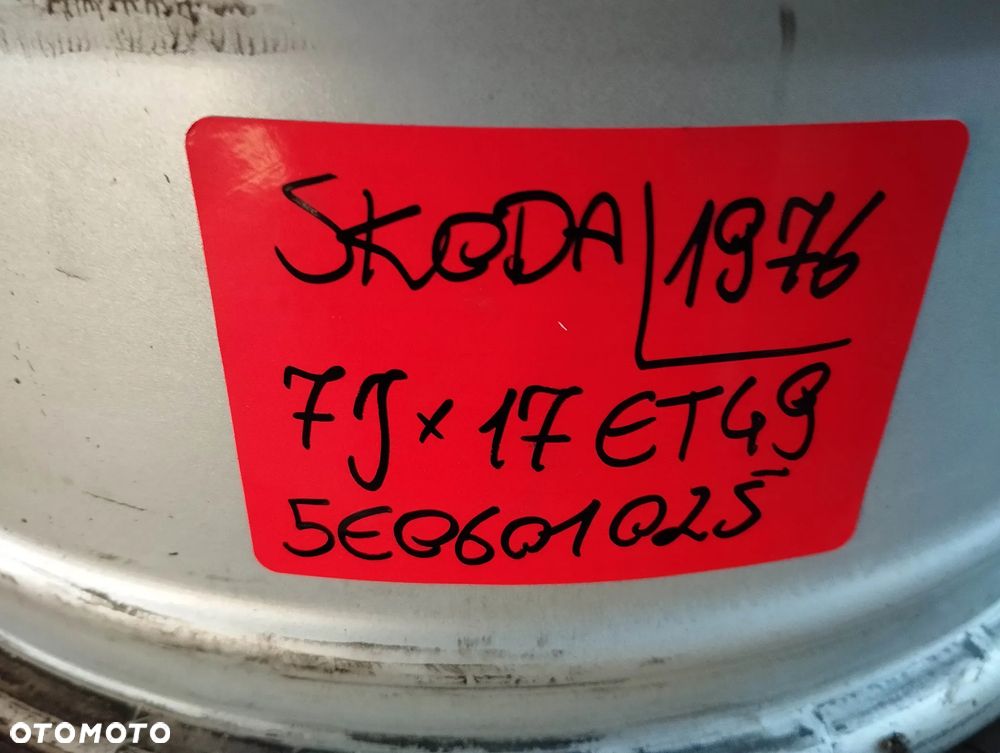 SKODA 1976
7J x 17 ET49
5E0601025
OTOMOTO